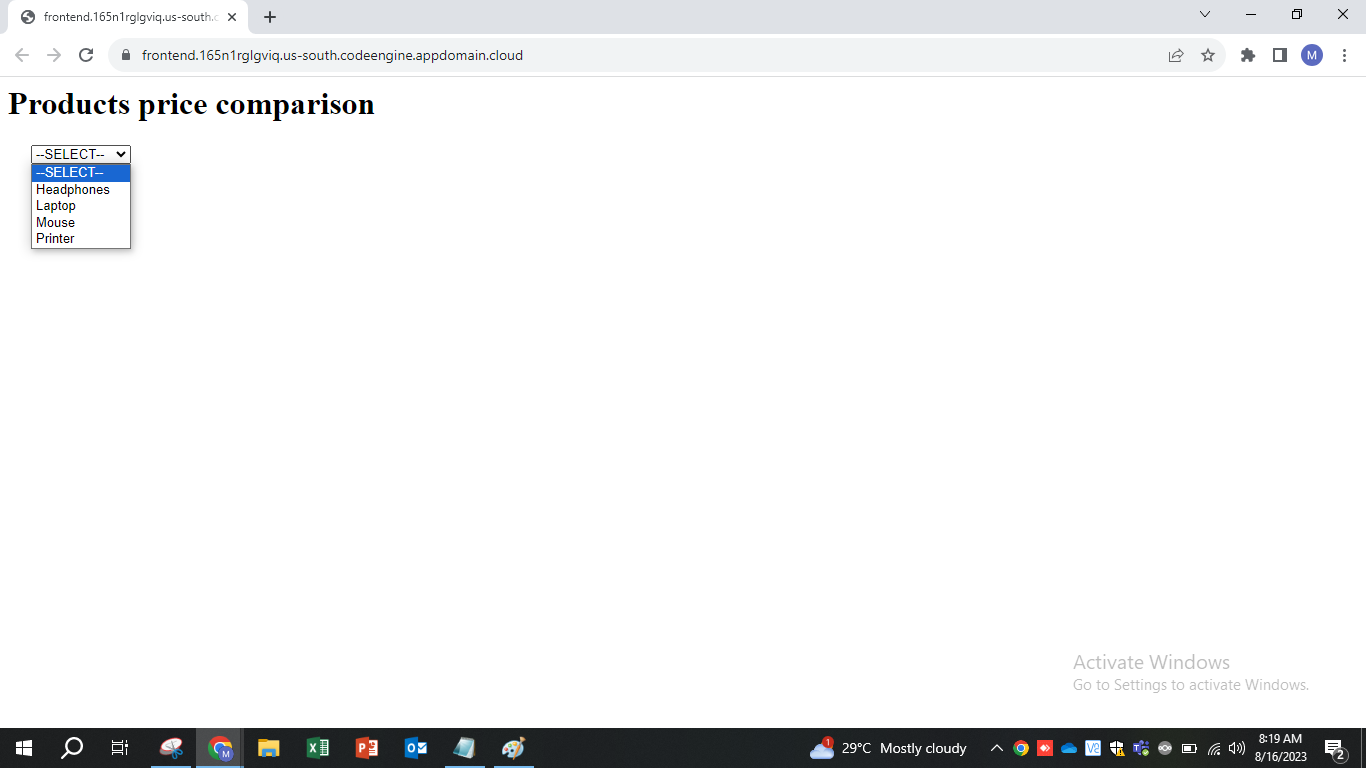 frontend.165n1rglgviq.us-south.c
frontend.165n1rglgviq.us-south.codeengine.appdomain.cloud
M
Products price comparison
--SELECT--
--SELECT--
Headphones
Laptop
Mouse
Printer
Activate Windows
Go to Settings to activate Windows.
M
1
29°C Mostly cloudy
8:19 AM
8/16/2023
2